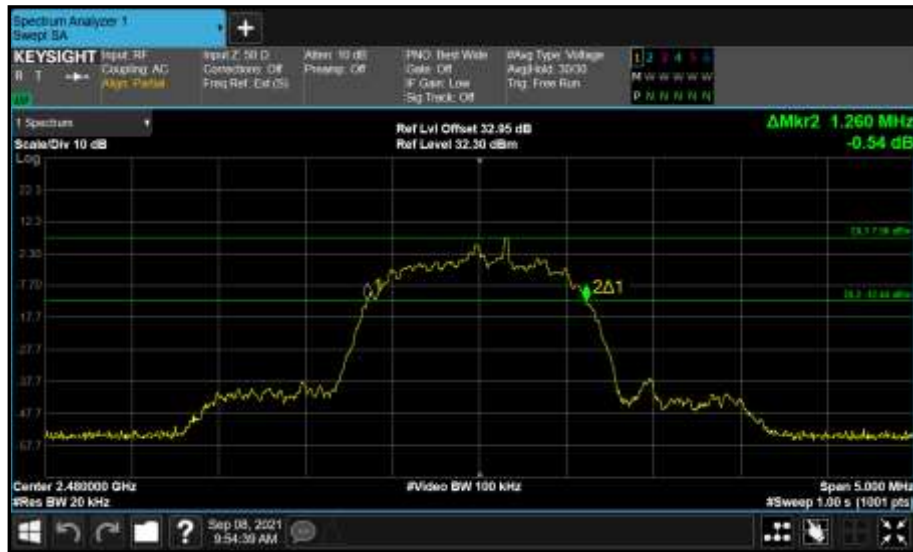 Spectrum Analyzer 1
Swept SA
+
KEYSIGHT
R T
Input: RF
Coupling: AC
Align: Partial
Input Z: 50 Ω
Corrections: Off
Freq Ref: Ext (S)
Atten: 10 dB
Preamp: Off
PNO: Best Wide
Gate: Off
IF Gain: Low
Sig Track: Off
#Avg Type: Voltage
Avg|Hold: 30/30
Trig: Free Run
1 2 3 4 5 6
M W W W W W
P N N N N N
1 Spectrum
Scale/Div 10 dB
Log
Ref Lvl Offset 32.95 dB
Ref Level 32.30 dBm
ΔMkr2 1.260 MHz
-0.54 dB
22.3
12.3
2.30
-7.70
-17.7
-27.7
-37.7
-47.7
-57.7
2Δ1
Center 2.480000 GHz
#Res BW 20 kHz
#Video BW 100 kHz
Span 5.000 MHz
#Sweep 1.00 s (1001 pts)
?
Sep 08, 2021
9:54:39 AM